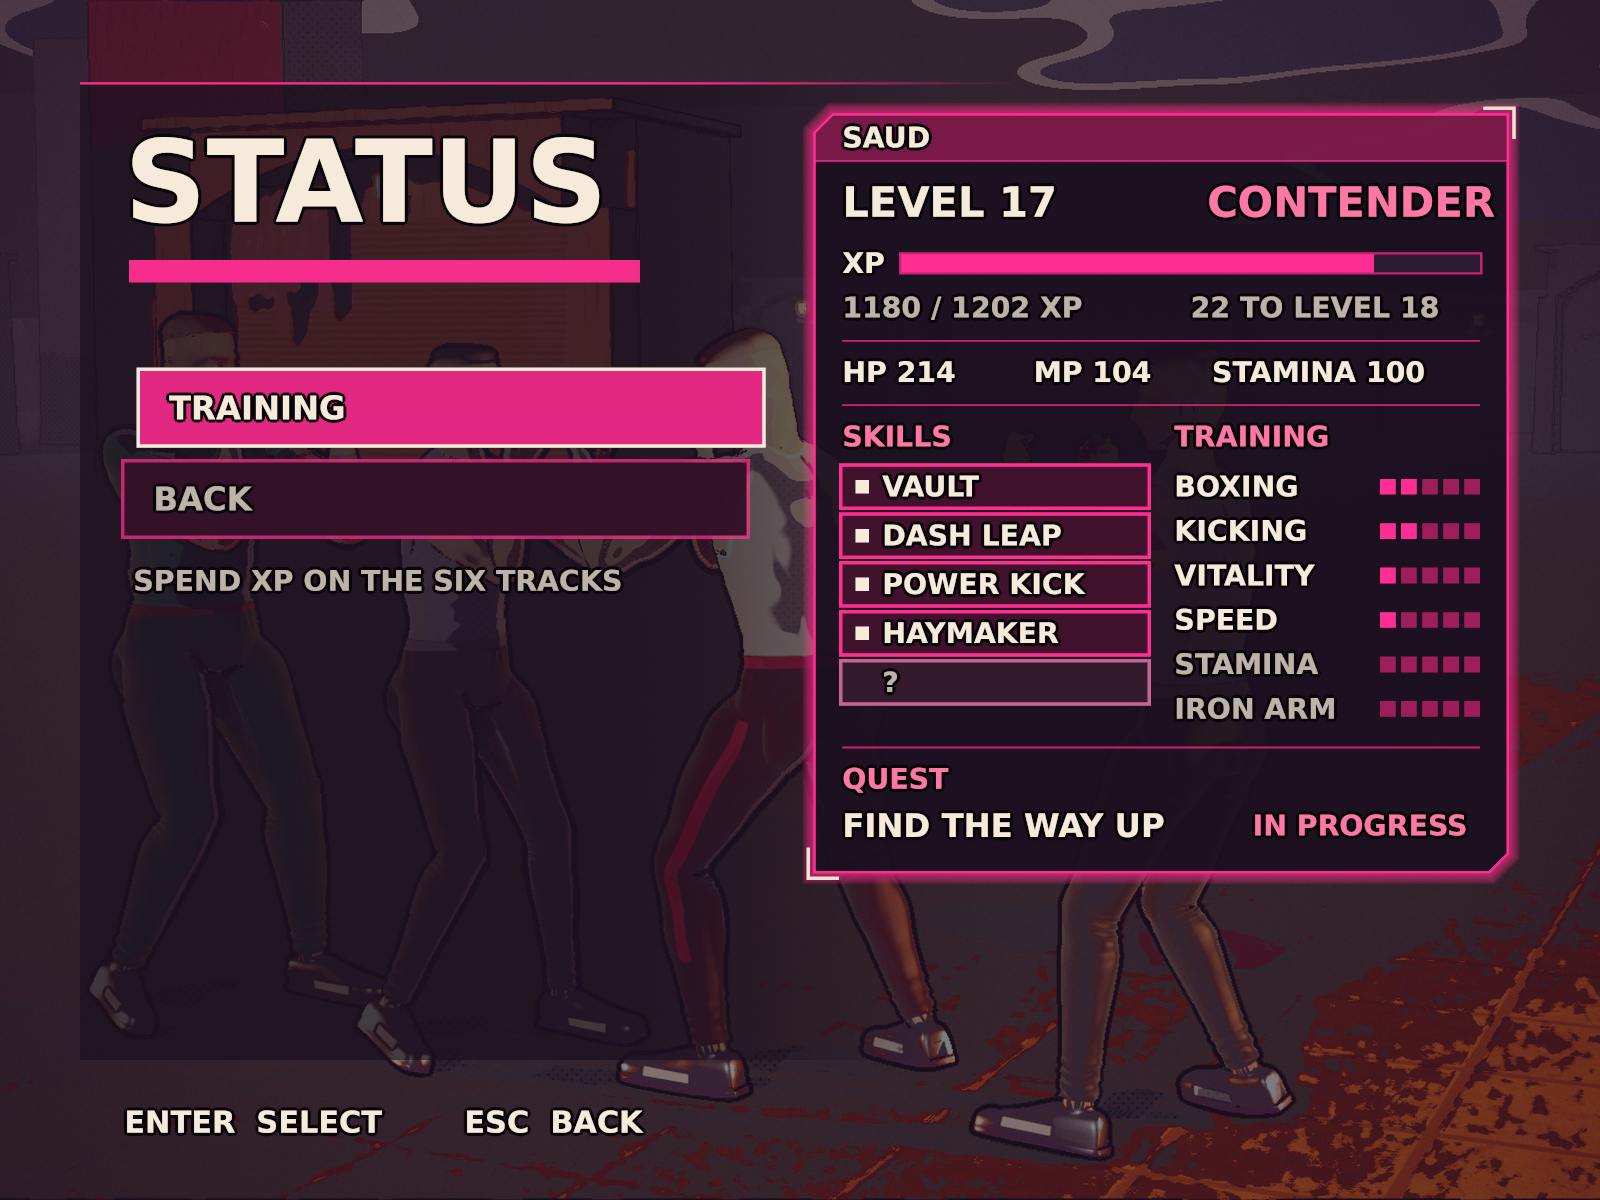 STATUS
TRAINING
BACK
SPEND XP ON THE SIX TRACKS
SAUD
LEVEL 17 CONTENDER
XP
1180 / 1202 XP 22 TO LEVEL 18
HP 214 MP 104 STAMINA 100
SKILLS
VAULT
DASH LEAP
POWER KICK
HAYMAKER
?
TRAINING
BOXING
KICKING
VITALITY
SPEED
STAMINA
IRON ARM
QUEST
FIND THE WAY UP IN PROGRESS
ENTER SELECT ESC BACK